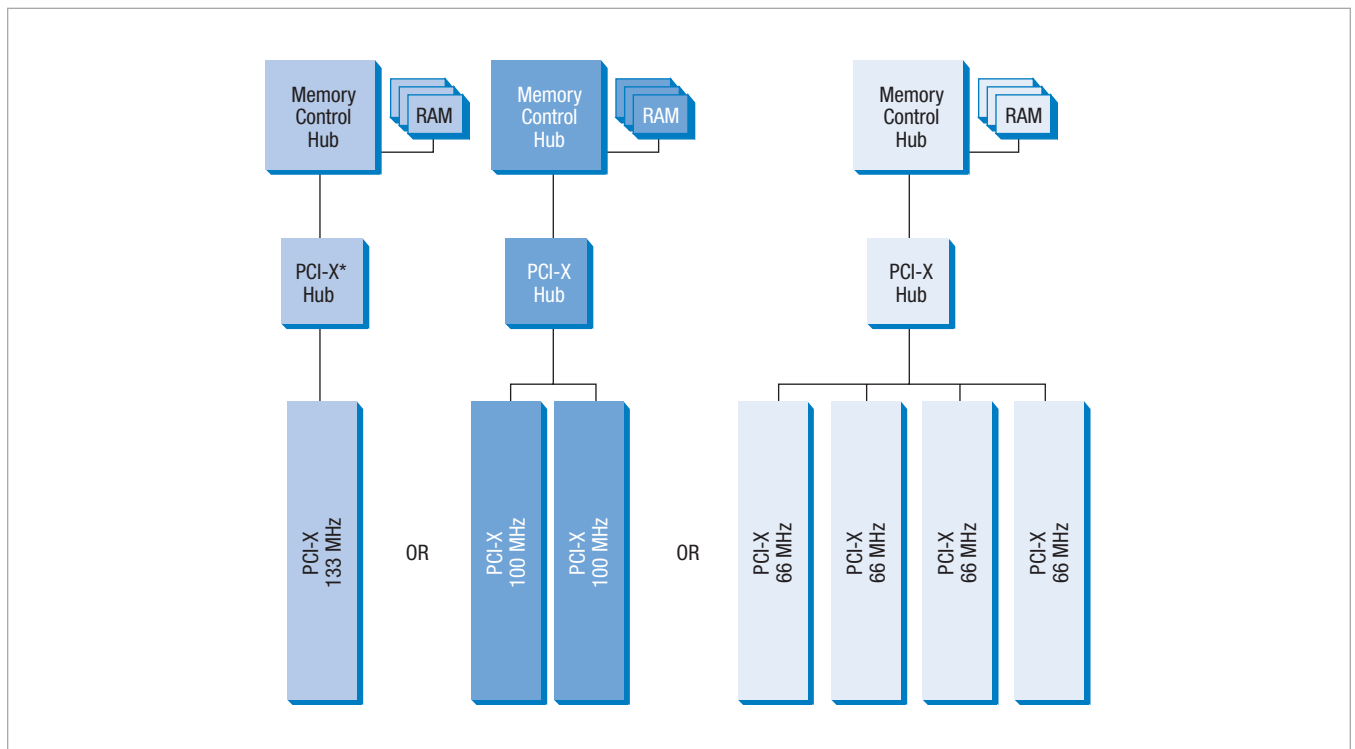 Memory
Control
Hub
RAM
Memory
Control
Hub
RAM
Memory
Control
Hub
RAM
PCI-X*
Hub
PCI-X
Hub
PCI-X
Hub
PCI-X
133 MHz
OR
PCI-X
100 MHz
PCI-X
100 MHz
OR
PCI-X
66 MHz
PCI-X
66 MHz
PCI-X
66 MHz
PCI-X
66 MHz